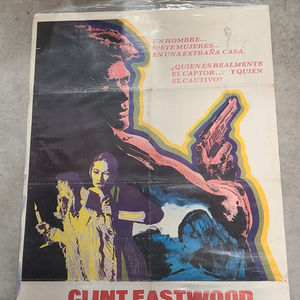 UN HOMBRE...
SIETE MUJERES...
EN UNA EXTRAÑA CASA.
¿QUIEN ES REALMENTE
EL CAPTOR... Y QUIEN
EL CAUTIVO?
CLINT EASTWOOD